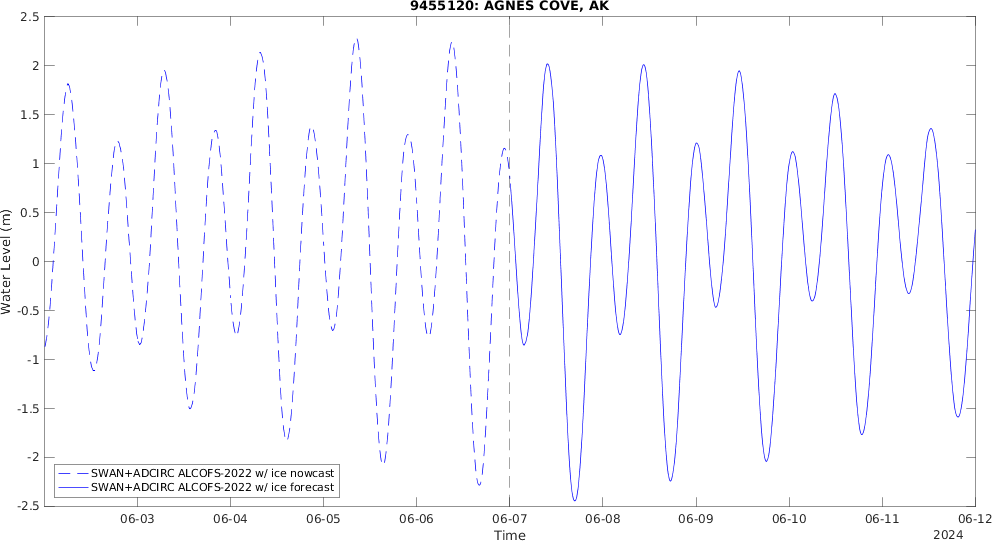 9455120: AGNES COVE, AK
Water Level (m)
2.5
2
1.5
1
0.5
0
-0.5
-1
-1.5
-2
-2.5
SWAN+ADCIRC ALCOFS-2022 w/ ice nowcast
SWAN+ADCIRC ALCOFS-2022 w/ ice forecast
06-03 06-04 06-05 06-06 06-07 06-08 06-09 06-10 06-11 06-12
Time
2024